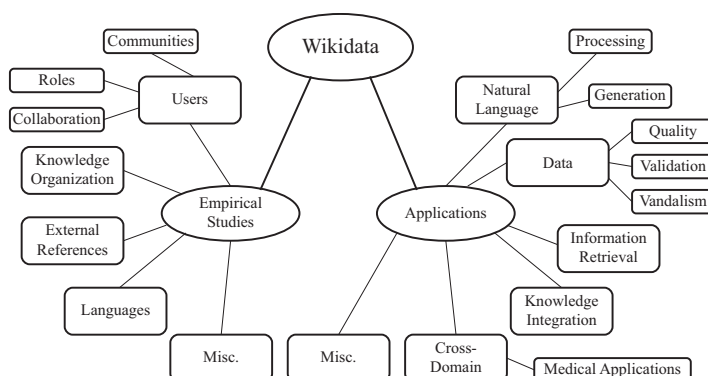 Communities
Wikidata
Processing
Roles
Users
Natural
Language
Generation
Collaboration
Quality
Data
Validation
Knowledge
Organization
Vandalism
Empirical
Studies
Applications
External
References
Information
Retrieval
Languages
Knowledge
Integration
Misc.
Misc.
Cross-
Domain
Medical Applications